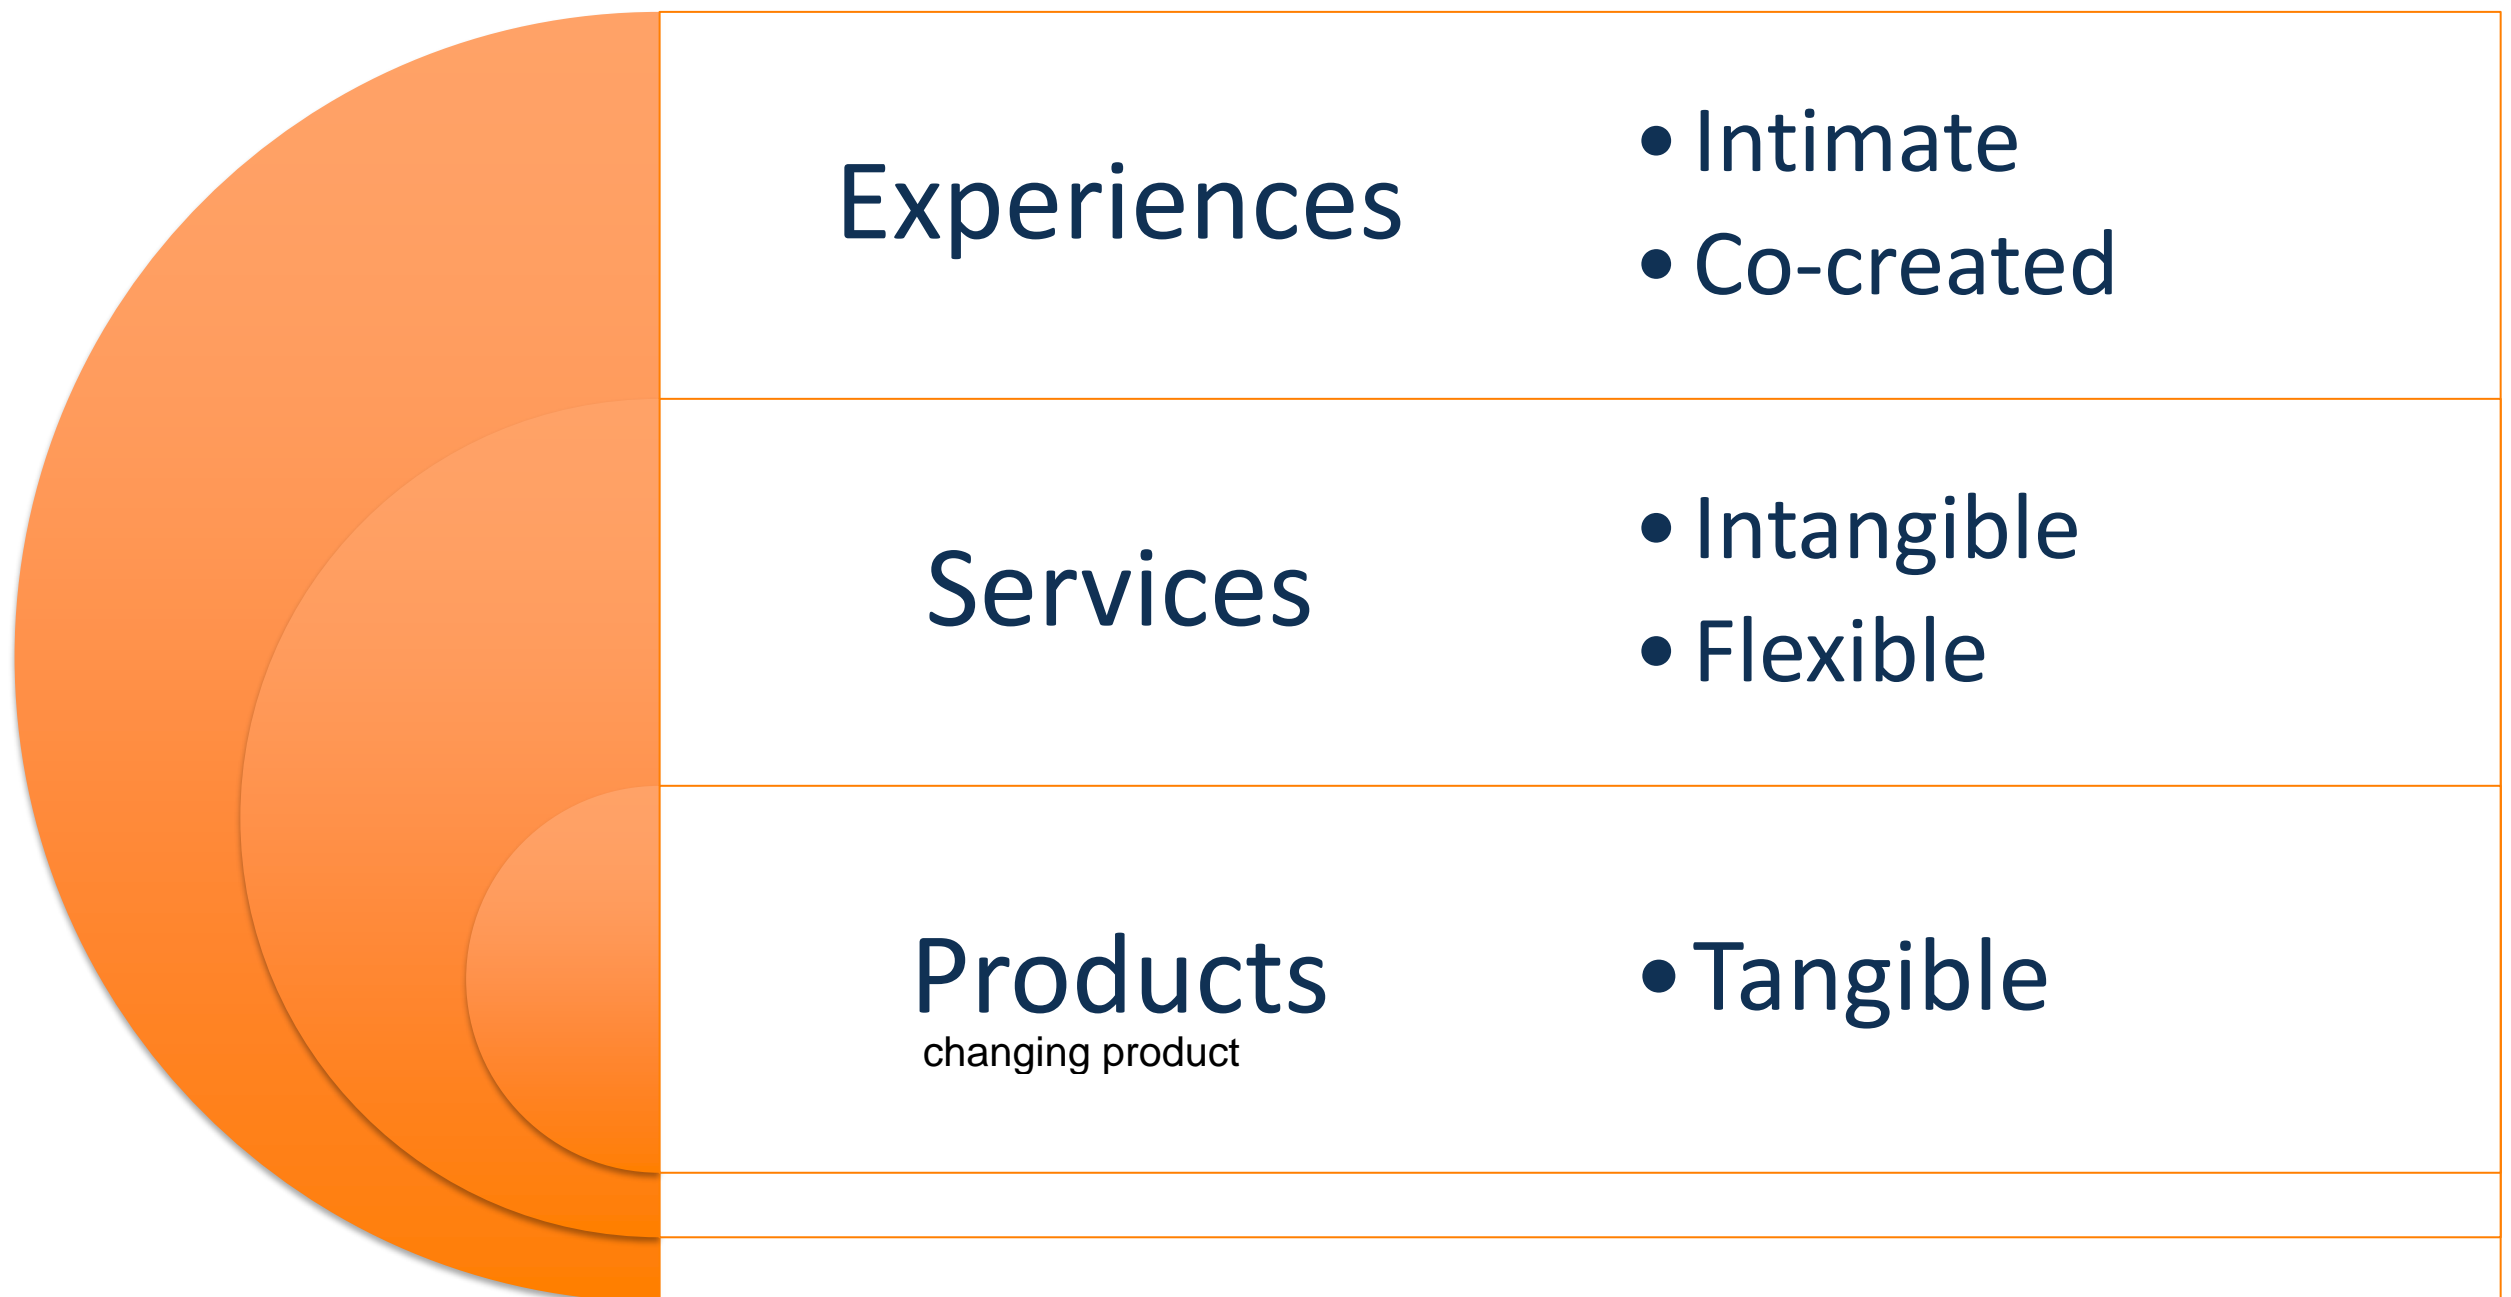 Experiences
• Intimate
• Co-created
Services
• Intangible
• Flexible
Products
changing product
• Tangible